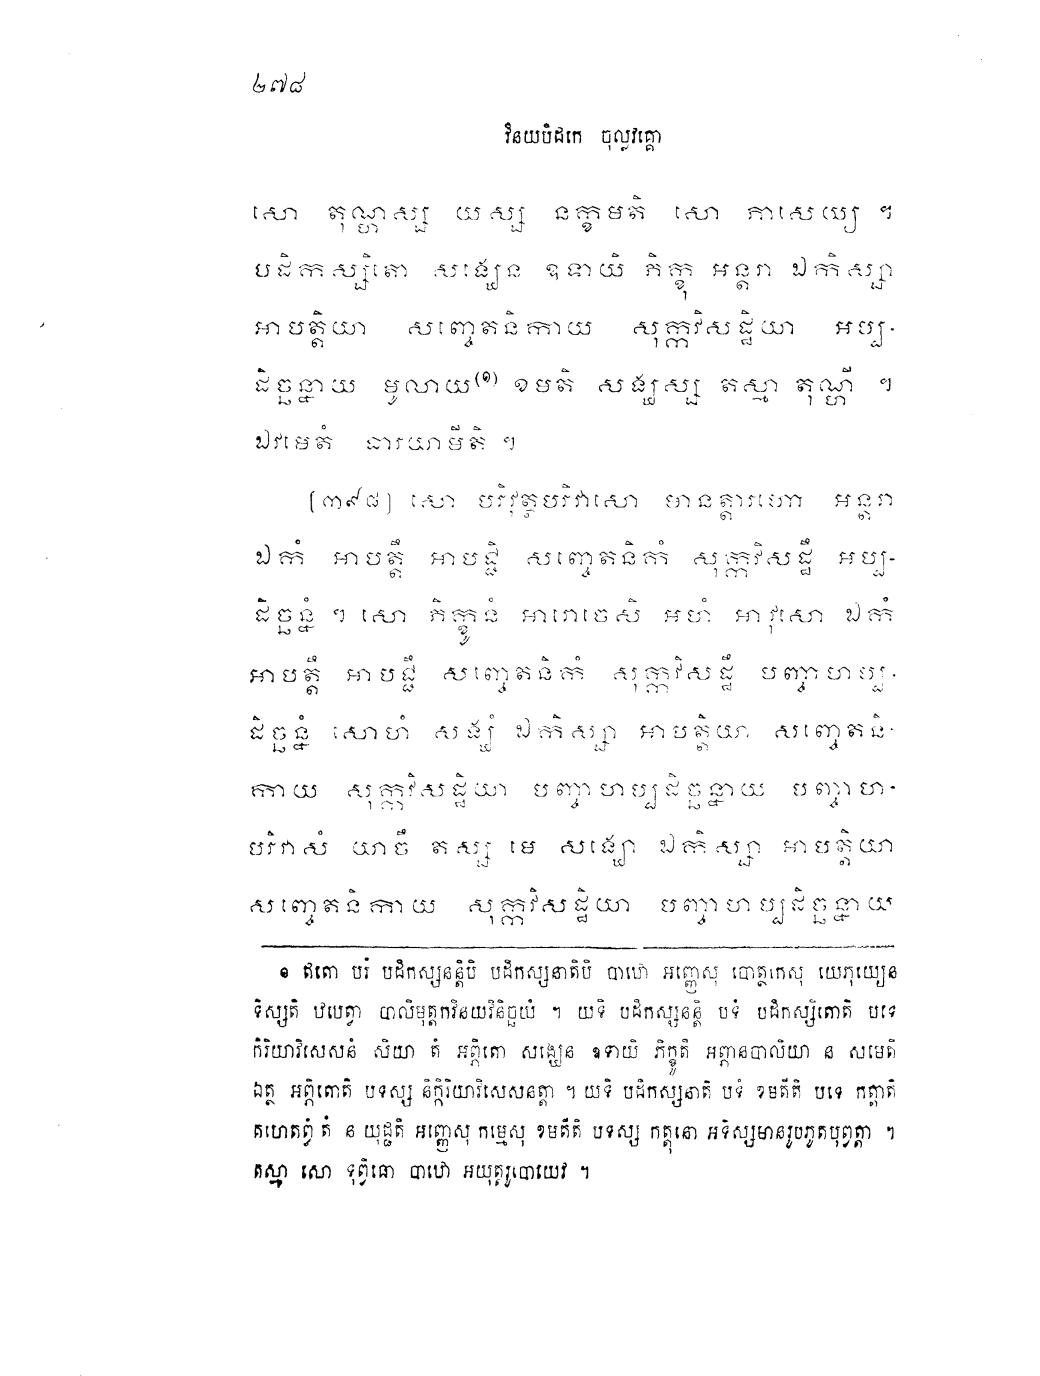 ២៧៨
វិនយបិដកេ ចុល្លវគ្គោ
សោ តុណ្ហស្ស យស្ស នក្ខមតិ សោ ភាសេយ្យ ។
បដិកស្សិតោ សង្ឃេន ឧទាយិ ភិក្ខុ អន្តរា ឯកិស្សា
អាបត្តិយា សញ្ចេតនិកាយ សុក្កវិសដ្ឋិយា អប្ប-
ដិច្ឆន្នាយ មូលាយ(១) ខមតិ សង្ឃស្ស តស្មា តុណ្ហី ។
ឯវមេតំ ធារយាមីតិ ។
[៣៩៨] សោ បរិវុត្ថបរិវាសោ មានត្តារហោ អន្តរា
ឯកំ អាបត្តឹ អាបជ្ជិ សញ្ចេតនិកំ សុក្កវិសដ្ឋឹ អប្ប-
ដិច្ឆន្នំ ។ សោ ភិក្ខូនំ អារោចេសិ អហំ អាវុសោ ឯកំ
អាបត្តឹ អាបជ្ជឹ សញ្ចេតនិកំ សុក្កវិសដ្ឋឹ បញ្ចាហប្ប-
ដិច្ឆន្នំ សោហំ សង្ឃំ ឯកិស្សា អាបត្តិយា សញ្ចេតនិ-
កាយ សុក្កវិសដ្ឋិយា បញ្ចាហប្បដិច្ឆន្នាយ បញ្ចាហ-
បរិវាសំ យាចឹ តស្ស មេ សង្ឃោ ឯកិស្សា អាបត្តិយា
សញ្ចេតនិកាយ សុក្កវិសដ្ឋិយា បញ្ចាហប្បដិច្ឆន្នាយ
១ ឥតោ បរំ បដិកស្សនន្តិបិ បដិកស្សនាតិបិ បាឋោ អញ្ញេសុ បោត្ថកេសុ យេភុយ្យេន
ទិស្សតិ ឋបេត្វា បាលិមុត្តកវិនយវិនិច្ឆយំ ។ យទិ បដិកស្សនន្តិ បទំ បដិកស្សិតោតិ បទេ
កិរិយាវិសេសនំ សិយា តំ អព្ភិតោ សង្ឃេន ឧទាយិ ភិក្ខូតិ អព្ភានបាលិយា ន សមេតិ
ឯត្ថ អព្ភិតោតិ បទស្ស និក្កិរិយាវិសេសនត្តា ។ យទិ បដិកស្សនាតិ បទំ ខមតីតិ បទេ កត្តាតិ
គហេតព្វំ តំ ន យុជ្ជតិ អញ្ញេសុ កម្មេសុ ខមតីតិ បទស្ស កត្តុនោ អទិស្សមានរូបភូតបុព្វត្តា ។
តស្មា សោ ទុព្វិធោ បាឋោ អយុត្តរូបោយេវ ។